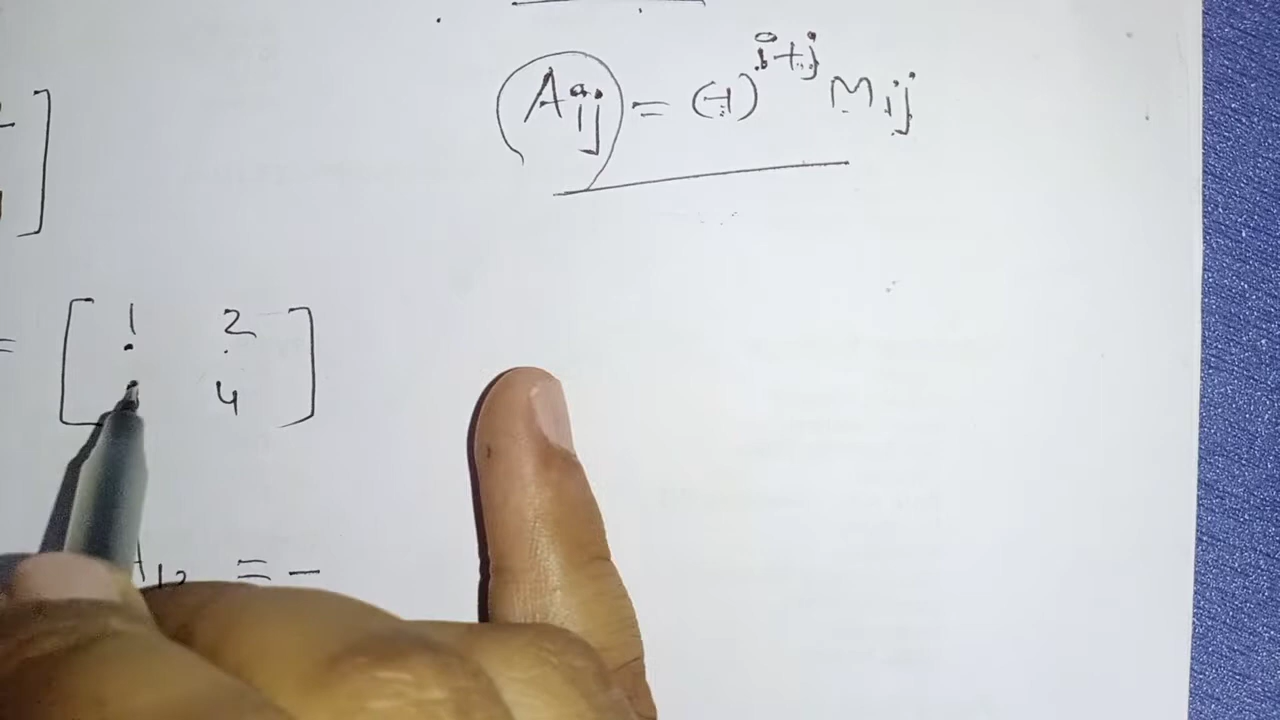 Aij = (-1)^i+j Mij
]
= [ 1 2
4 ]
A12 = -